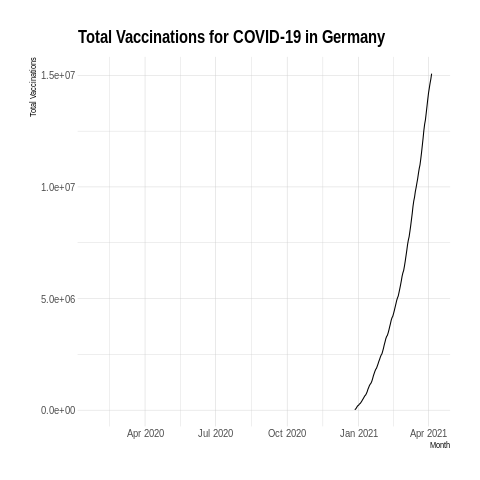 Total Vaccinations for COVID-19 in Germany
Total Vaccinations
1.5e+07
1.0e+07
5.0e+06
0.0e+00
Apr 2020
Jul 2020
Oct 2020
Jan 2021
Apr 2021
Month